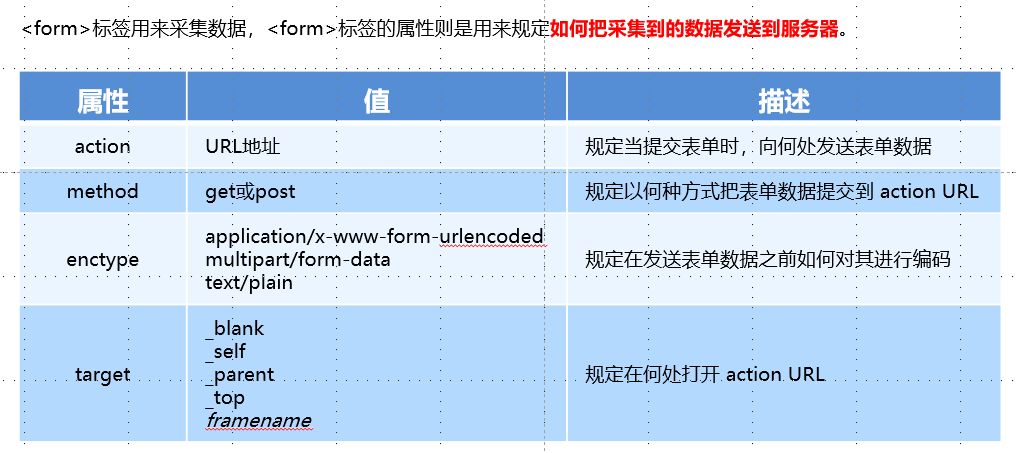 <form>标签用来采集数据，<form>标签的属性则是用来规定如何把采集到的数据发送到服务器。
属性 值 描述
action URL地址 规定当提交表单时，向何处发送表单数据
method get或post 规定以何种方式把表单数据提交到 action URL
enctype application/x-www-form-urlencoded
multipart/form-data
text/plain 规定在发送表单数据之前如何对其进行编码
target _blank
_self
_parent
_top
framename 规定在何处打开 action URL